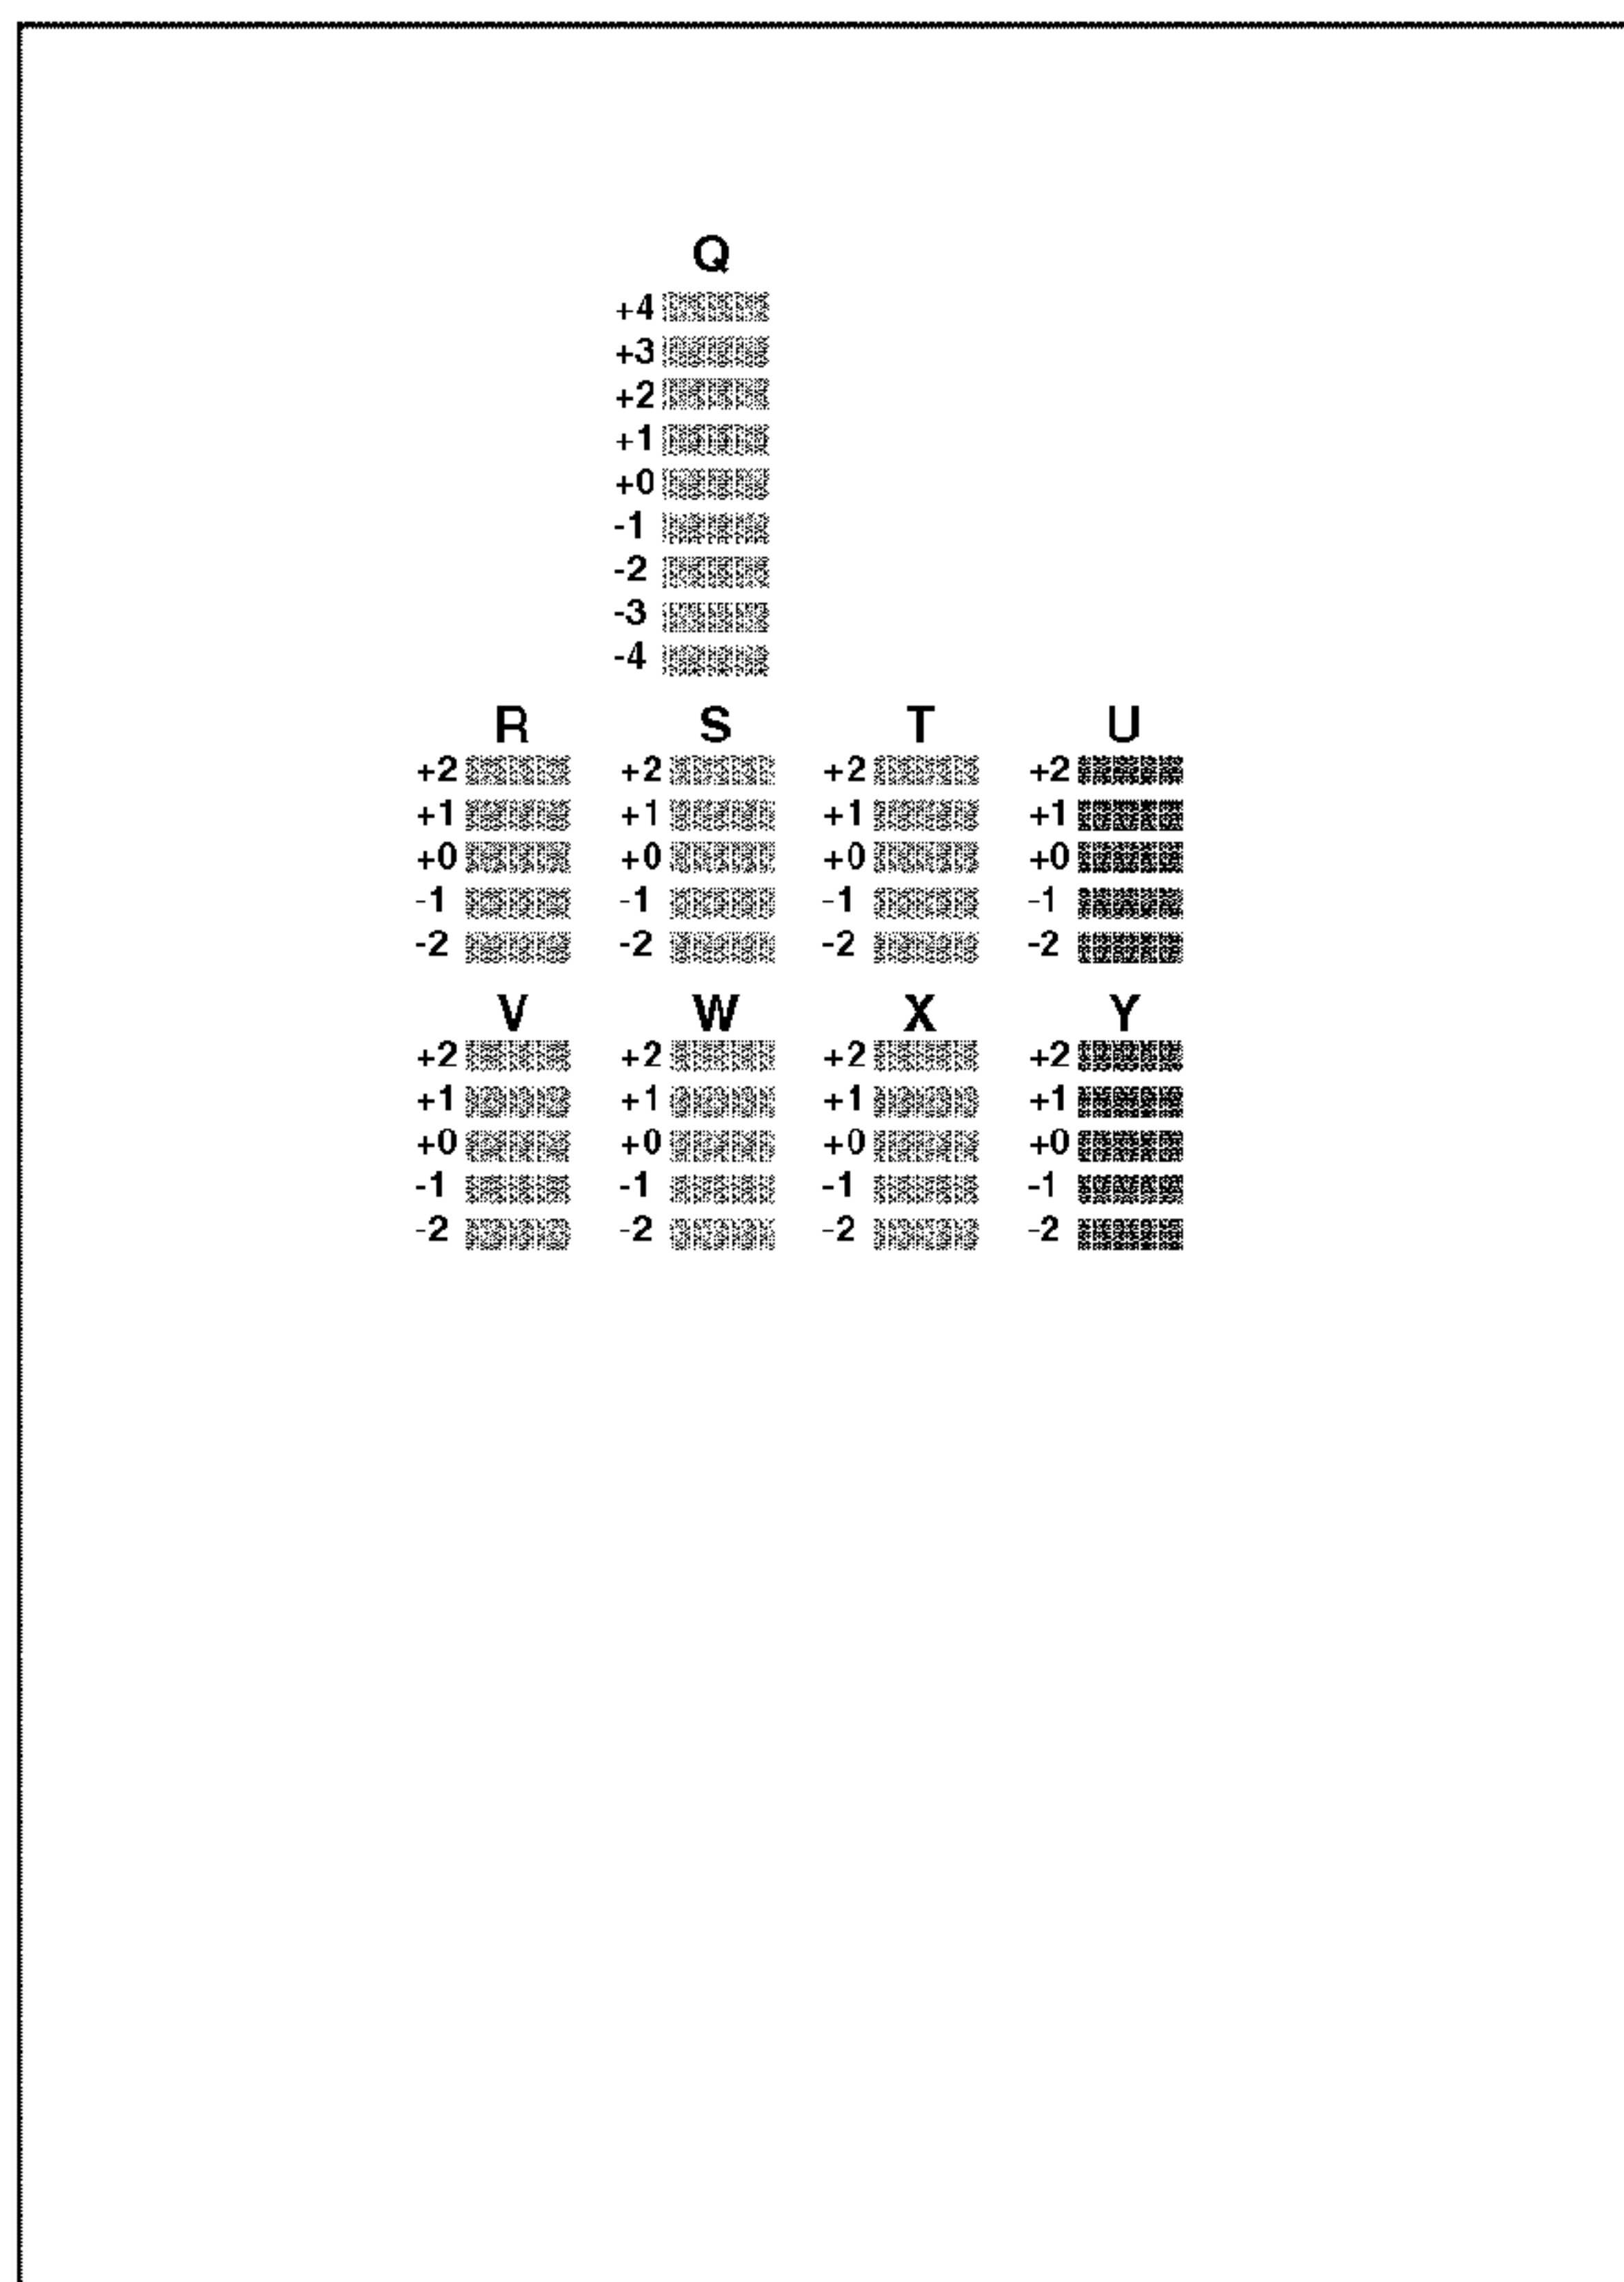 Q
+4
+3
+2
+1
+0
-1
-2
-3
-4
R S T U
+2 +2 +2 +2
+1 +1 +1 +1
+0 +0 +0 +0
-1 -1 -1 -1
-2 -2 -2 -2
V W X Y
+2 +2 +2 +2
+1 +1 +1 +1
+0 +0 +0 +0
-1 -1 -1 -1
-2 -2 -2 -2